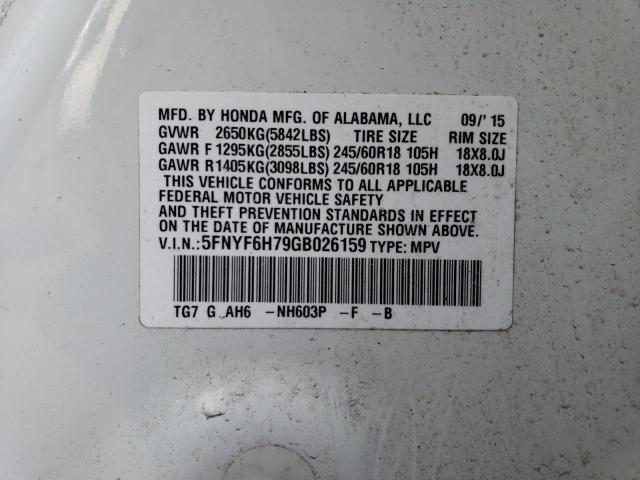 MFD. BY HONDA MFG. OF ALABAMA, LLC 09/'15
GVWR 2650KG(5842LBS) TIRE SIZE RIM SIZE
GAWR F 1295KG(2855LBS) 245/60R18 105H 18X8.0J
GAWR R1405KG(3098LBS) 245/60R18 105H 18X8.0J
THIS VEHICLE CONFORMS TO ALL APPLICABLE
FEDERAL MOTOR VEHICLE SAFETY
AND THEFT PREVENTION STANDARDS IN EFFECT
ON THE DATE OF MANUFACTURE SHOWN ABOVE.
V.I.N.:5FNYF6H79GB026159 TYPE: MPV
TG7 G AH6 -NH603P -F -B